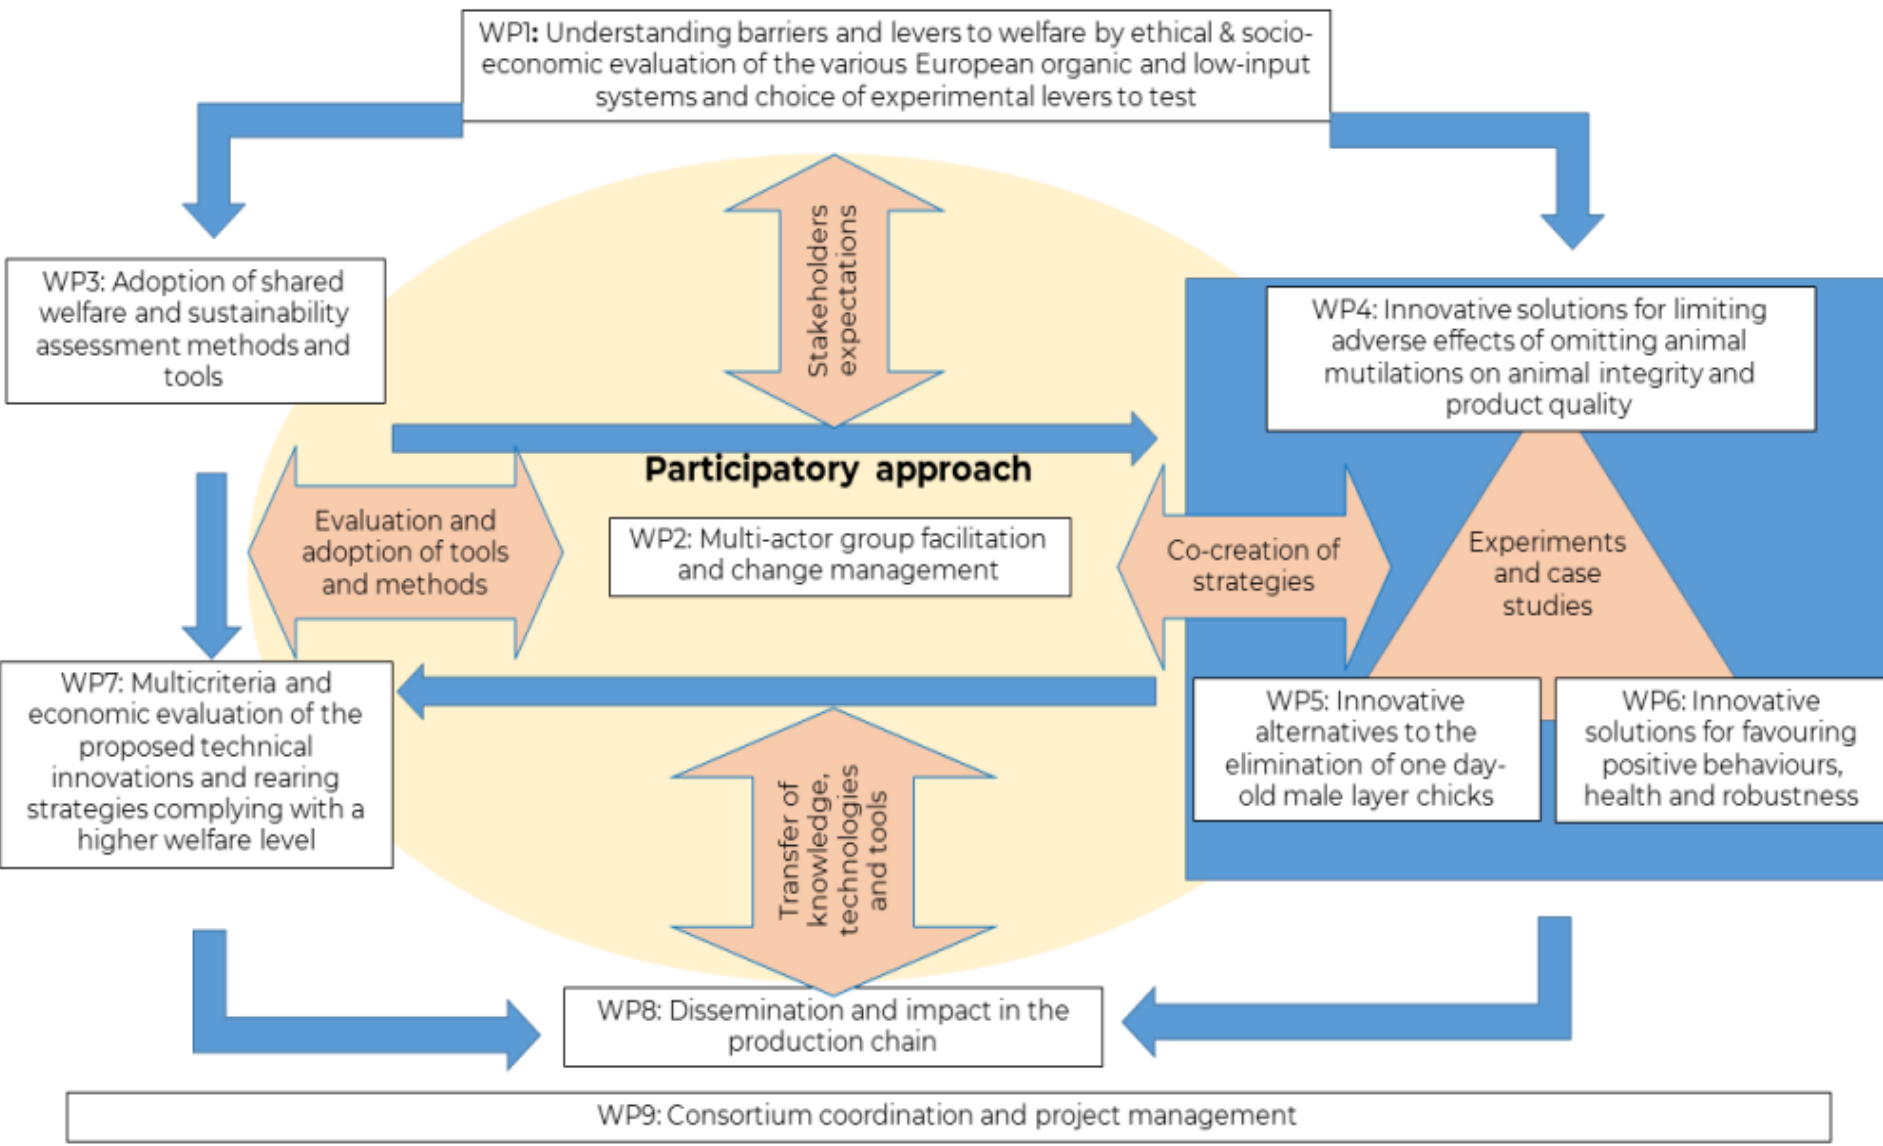 WP1: Understanding barriers and levers to welfare by ethical & socio-
economic evaluation of the various European organic and low-input
systems and choice of experimental levers to test
Stakeholders
expectations
WP3: Adoption of shared
welfare and sustainability
assessment methods and
tools
WP4: Innovative solutions for limiting
adverse effects of omitting animal
mutilations on animal integrity and
product quality
Participatory approach
Evaluation and
adoption of tools
and methods
WP2: Multi-actor group facilitation
and change management
Co-creation of
strategies
Experiments
and case
studies
WP7: Multicriteria and
economic evaluation of the
proposed technical
innovations and rearing
strategies complying with a
higher welfare level
WP5: Innovative
alternatives to the
elimination of one day-
old male layer chicks
WP6: Innovative
solutions for favouring
positive behaviours,
health and robustness
Transfer of
knowledge,
technologies
and tools
WP8: Dissemination and impact in the
production chain
WP9: Consortium coordination and project management